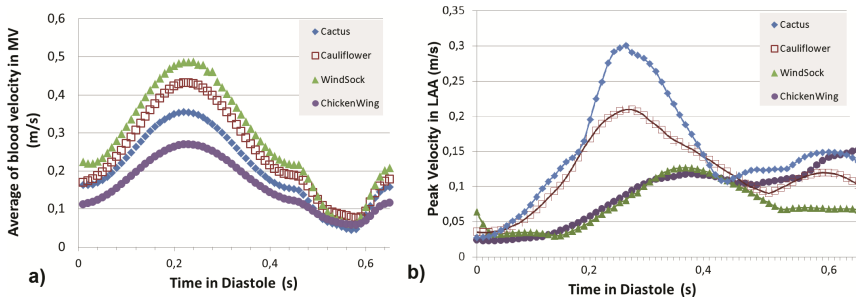 Average of blood velocity in MV
(m/s)
0,6
0,5
0,4
0,3
0,2
0,1
0
0
0,2
0,4
0,6
Time in Diastole (s)
a)
Cactus
Cauliflower
WindSock
ChickenWing
Peak Velocity in LAA (m/s)
0,35
0,3
0,25
0,2
0,15
0,1
0,05
0
0
0,2
0,4
0,6
Time in Diastole (s)
b)
Cactus
Cauliflower
WindSock
ChickenWing